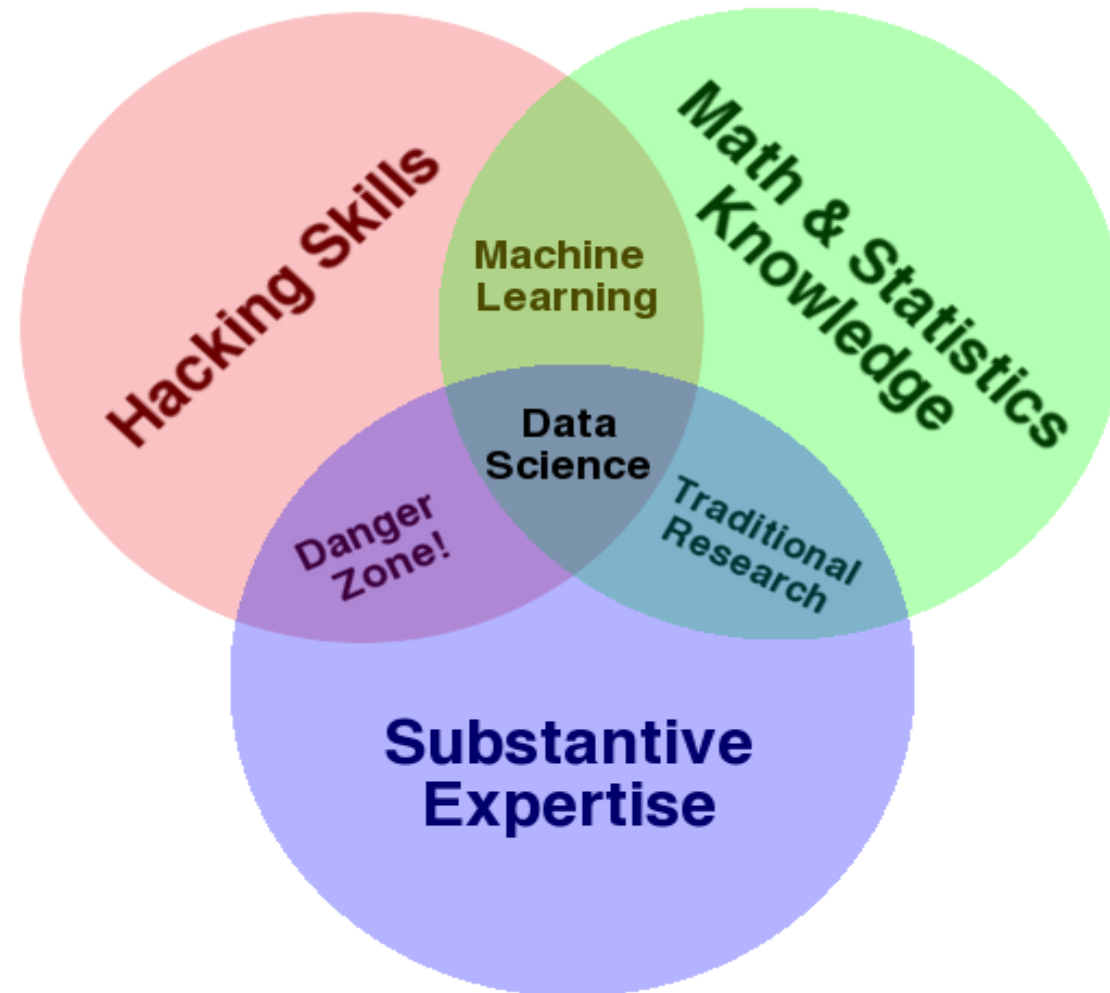 Hacking Skills
Math & Statistics
Knowledge
Machine
Learning
Data
Science
Danger
Zone!
Traditional
Research
Substantive
Expertise